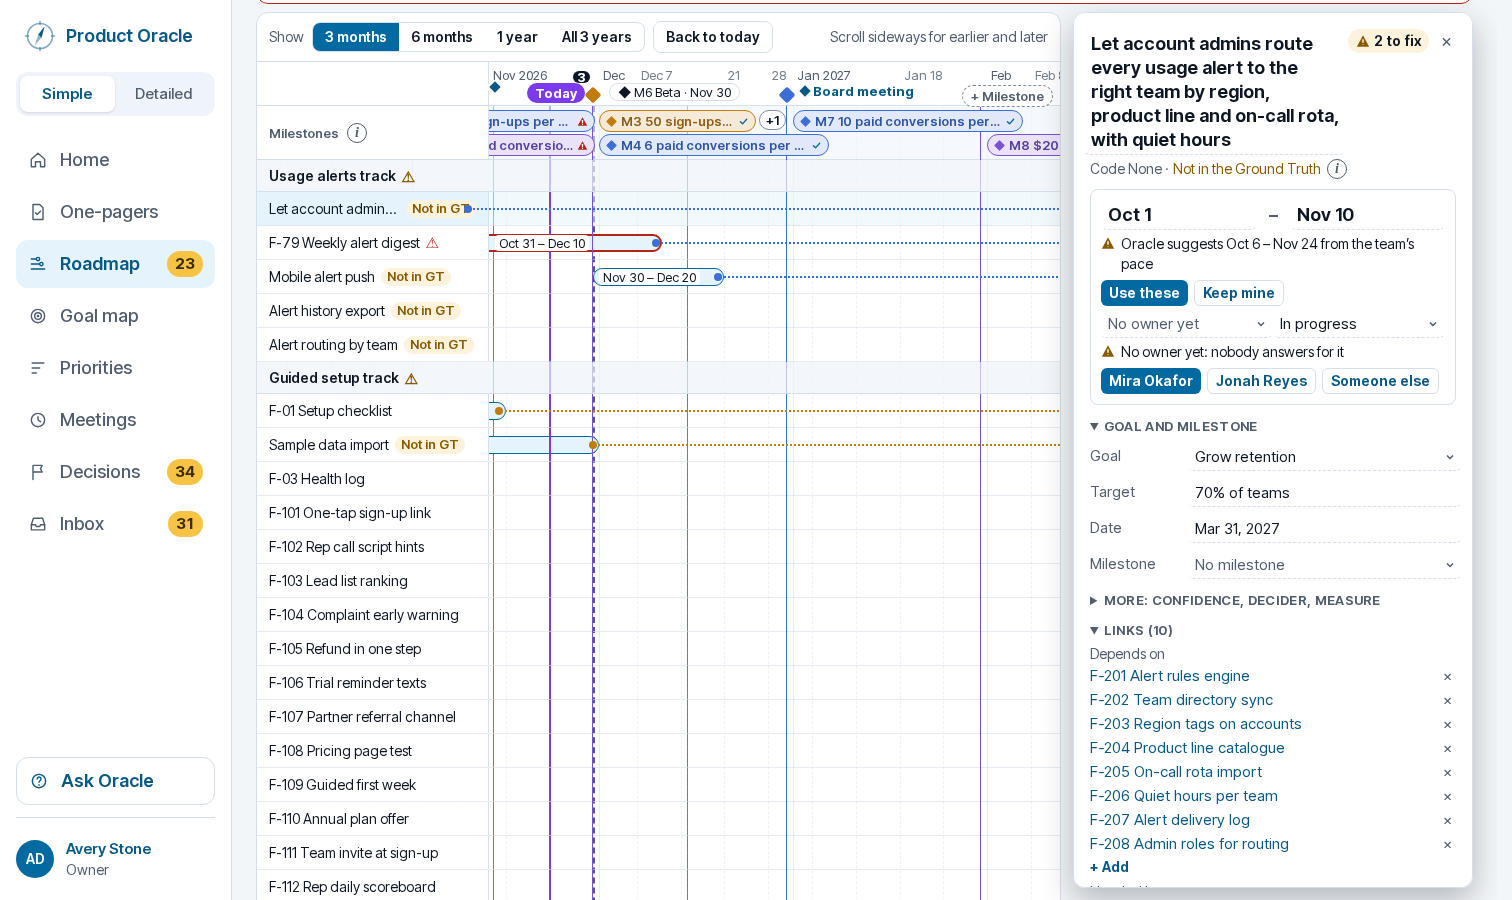 Product Oracle
Simple
Detailed
Home
One-pagers
Roadmap
23
Goal map
Priorities
Meetings
Decisions
34
Inbox
31
Ask Oracle
AD
Avery Stone
Owner
Show
3 months
6 months
1 year
All 3 years
Back to today
Scroll sideways for earlier and later
Nov 2026
3
Dec
Dec 7
21
28
Jan 2027
Jan 18
Feb
Feb
Today
M6 Beta · Nov 30
Board meeting
+ Milestone
Milestones
i
gn-ups per ...
M3 50 sign-ups...
+1
M7 10 paid conversions per...
d conversio...
M4 6 paid conversions per ...
M8 $20
Usage alerts track
Let account admin...
Not in GT
F-79 Weekly alert digest
Oct 31 – Dec 10
Mobile alert push
Not in GT
Nov 30 – Dec 20
Alert history export
Not in GT
Alert routing by team
Not in GT
Guided setup track
F-01 Setup checklist
Sample data import
Not in GT
F-03 Health log
F-101 One-tap sign-up link
F-102 Rep call script hints
F-103 Lead list ranking
F-104 Complaint early warning
F-105 Refund in one step
F-106 Trial reminder texts
F-107 Partner referral channel
F-108 Pricing page test
F-109 Guided first week
F-110 Annual plan offer
F-111 Team invite at sign-up
F-112 Rep daily scoreboard
Let account admins route
every usage alert to the
right team by region,
product line and on-call rota,
with quiet hours
2 to fix
×
Code None · Not in the Ground Truth
i
Oct 1
–
Nov 10
Oracle suggests Oct 6 – Nov 24 from the team's
pace
Use these
Keep mine
No owner yet
In progress
No owner yet: nobody answers for it
Mira Okafor
Jonah Reyes
Someone else
GOAL AND MILESTONE
Goal
Grow retention
Target
70% of teams
Date
Mar 31, 2027
Milestone
No milestone
MORE: CONFIDENCE, DECIDER, MEASURE
LINKS (10)
Depends on
F-201 Alert rules engine ×
F-202 Team directory sync ×
F-203 Region tags on accounts ×
F-204 Product line catalogue ×
F-205 On-call rota import ×
F-206 Quiet hours per team ×
F-207 Alert delivery log ×
F-208 Admin roles for routing ×
+ Add